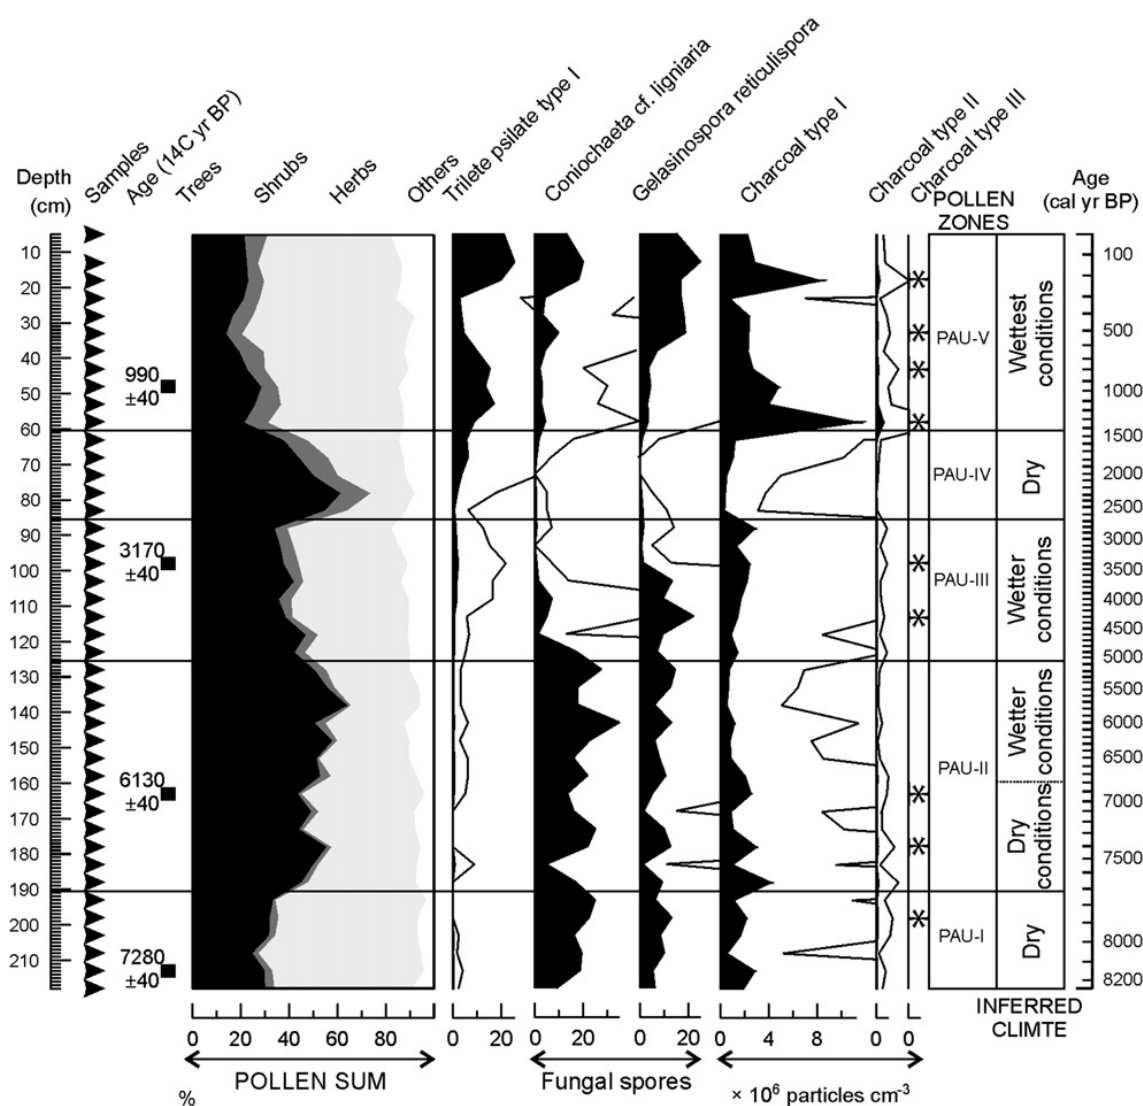 Depth
(cm)
Samples
Age (14C yr BP)
Trees
Shrubs
Herbs
Others
Trilete psilate type I
Coniochaeta cf. ligniaria
Gelasinospora reticulispora
Charcoal type I
Charcoal type II
Charcoal type III
POLLEN
ZONES
Age
(cal yr BP)
10
20
30
40
50
60
70
80
90
100
110
120
130
140
150
160
170
180
190
200
210
990
±40
3170
±40
6130
±40
7280
±40
PAU-V
PAU-IV
PAU-III
PAU-II
PAU-I
Wettest
conditions
Dry
Wetter
conditions
Wetter
conditions
Dry
conditions
Dry
100
500
1000
1500
2000
2500
3000
3500
4000
4500
5000
5500
6000
6500
7000
7500
8000
8200
INFERRED
CLIMTE
0 20 40 60 80
0
0 20
0 20
0 4 8
0 0
%
POLLEN SUM
Fungal spores
× 10⁶ particles cm⁻³